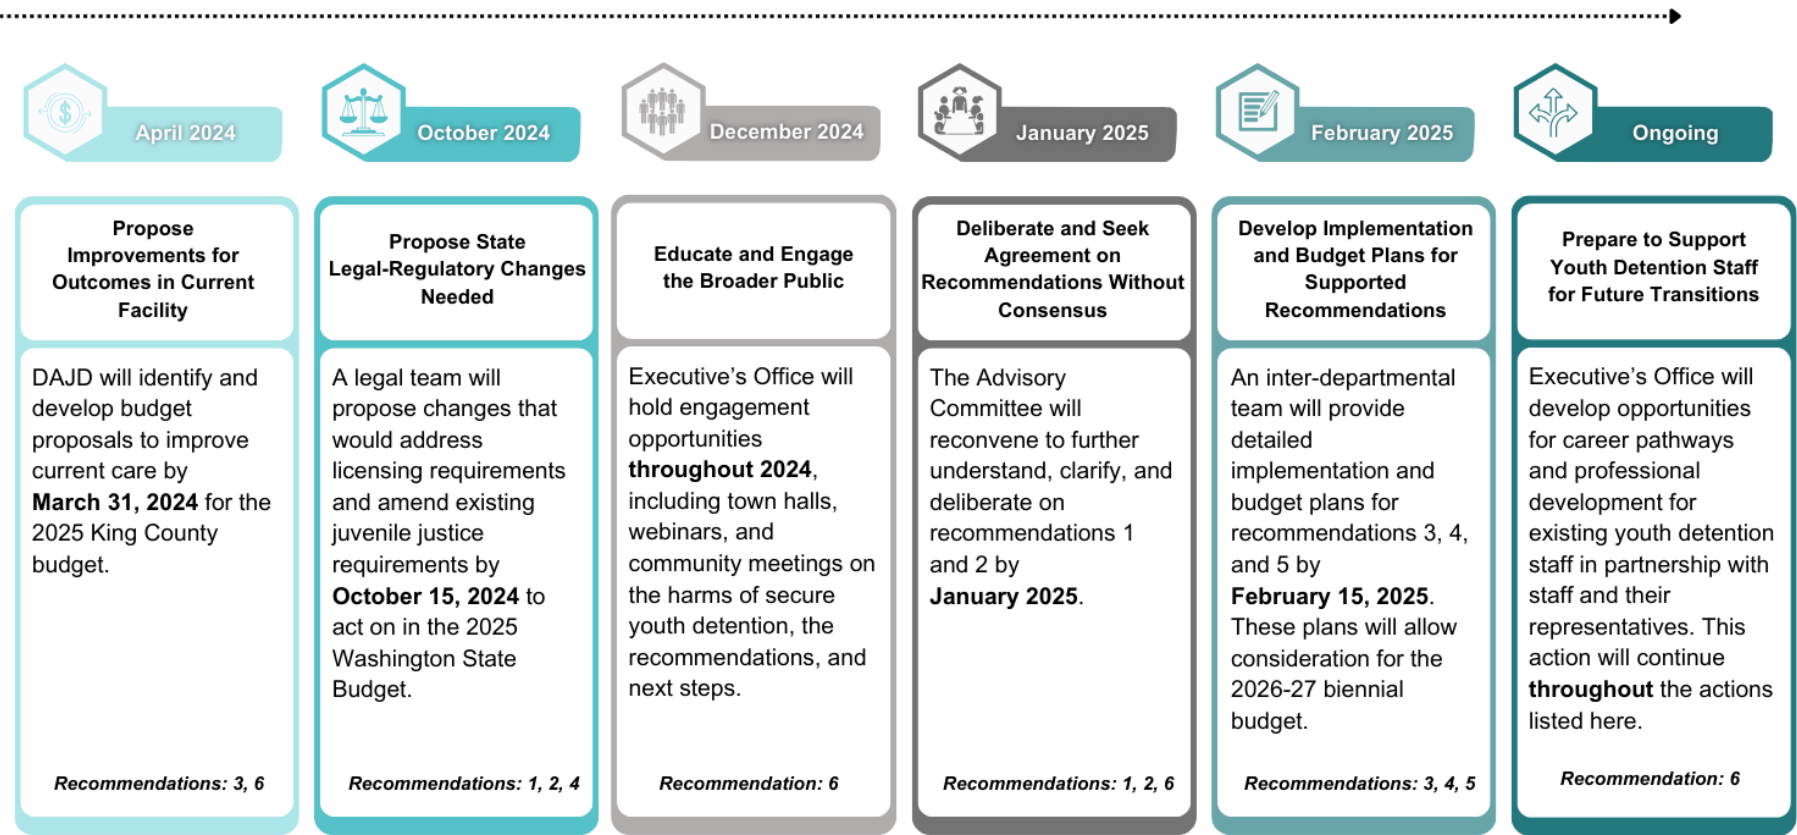 April 2024
Propose
Improvements for
Outcomes in Current
Facility
DAJD will identify and
develop budget
proposals to improve
current care by
March 31, 2024 for the
2025 King County
budget.
Recommendations: 3, 6
October 2024
Propose State
Legal-Regulatory Changes
Needed
A legal team will
propose changes that
would address
licensing requirements
and amend existing
juvenile justice
requirements by
October 15, 2024 to
act on in the 2025
Washington State
Budget.
Recommendations: 1, 2, 4
December 2024
Educate and Engage
the Broader Public
Executive’s Office will
hold engagement
opportunities
throughout 2024,
including town halls,
webinars, and
community meetings on
the harms of secure
youth detention, the
recommendations, and
next steps.
Recommendation: 6
January 2025
Deliberate and Seek
Agreement on
Recommendations Without
Consensus
The Advisory
Committee will
reconvene to further
understand, clarify, and
deliberate on
recommendations 1
and 2 by
January 2025.
Recommendations: 1, 2, 6
February 2025
Develop Implementation
and Budget Plans for
Supported
Recommendations
An inter-departmental
team will provide
detailed
implementation and
budget plans for
recommendations 3, 4,
and 5 by
February 15, 2025.
These plans will allow
consideration for the
2026-27 biennial
budget.
Recommendations: 3, 4, 5
Ongoing
Prepare to Support
Youth Detention Staff
for Future Transitions
Executive’s Office will
develop opportunities
for career pathways
and professional
development for
existing youth detention
staff in partnership with
staff and their
representatives. This
action will continue
throughout the actions
listed here.
Recommendation: 6